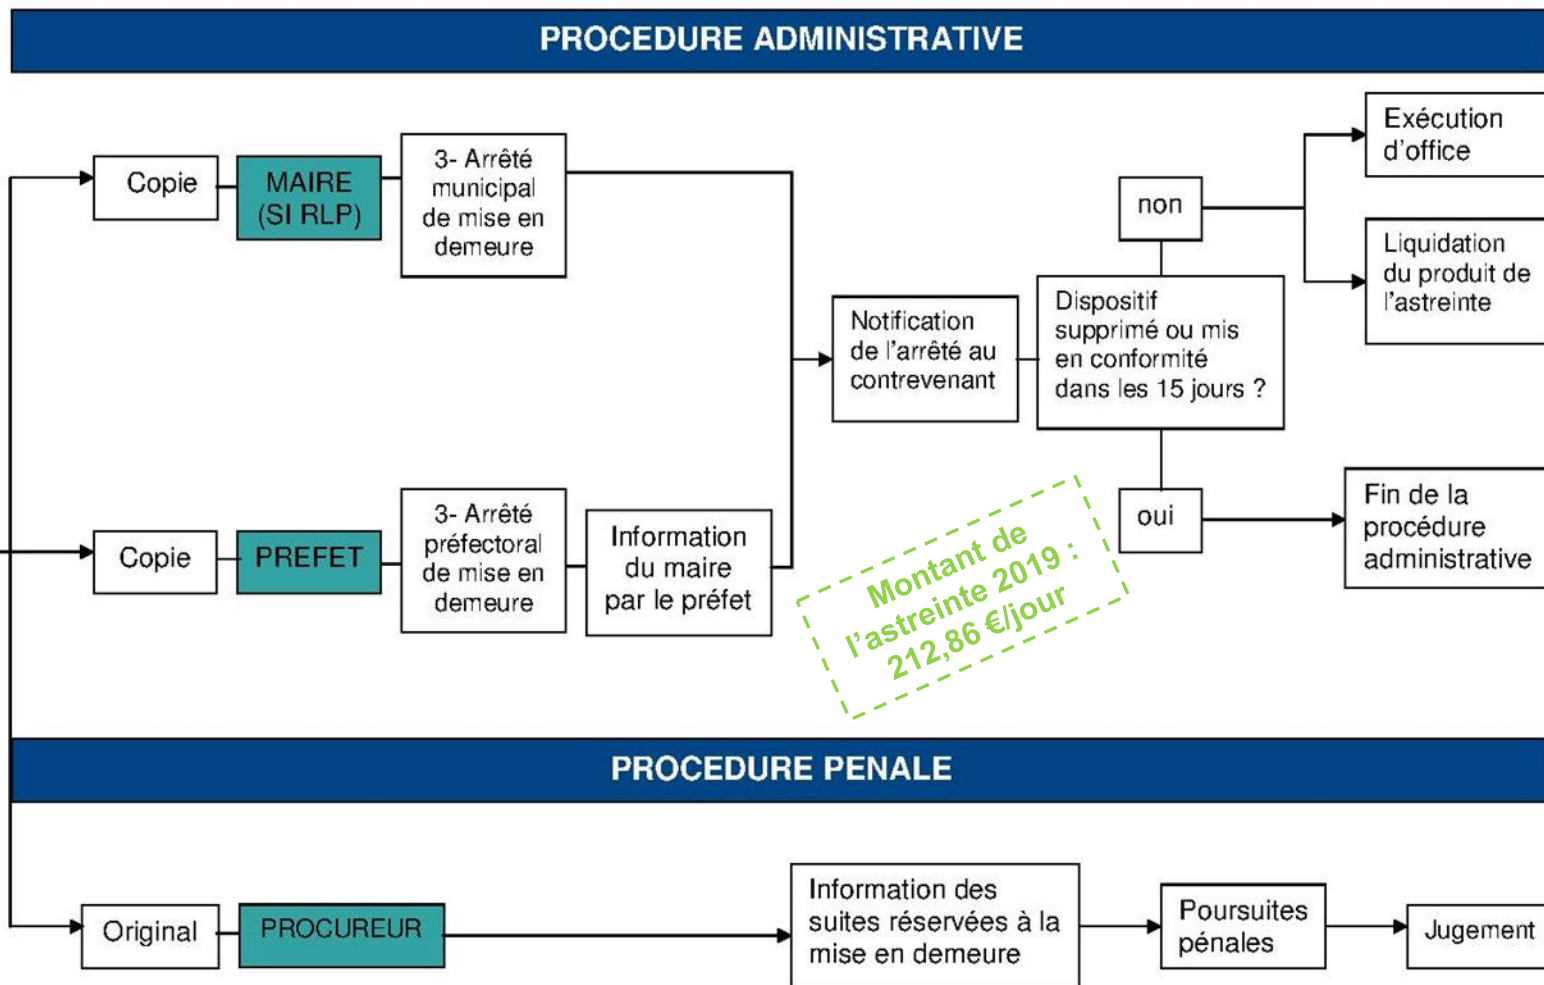 PROCEDURE ADMINISTRATIVE
Copie
MAIRE
(SI RLP)
3- Arrêté
municipal
de mise en
demeure
Copie
PREFET
3- Arrêté
préfectoral
de mise en
demeure
Information
du maire
par le préfet
Notification
de l'arrêté au
contrevenant
Dispositif
supprimé ou mis
en conformité
dans les 15 jours ?
non
Exécution
d'office
Liquidation
du produit de
l'astreinte
oui
Fin de la
procédure
administrative
Montant de
l'astreinte 2019 :
212,86 €/jour
PROCEDURE PENALE
Original
PROCUREUR
Information des
suites réservées à la
mise en demeure
Poursuites
pénales
Jugement